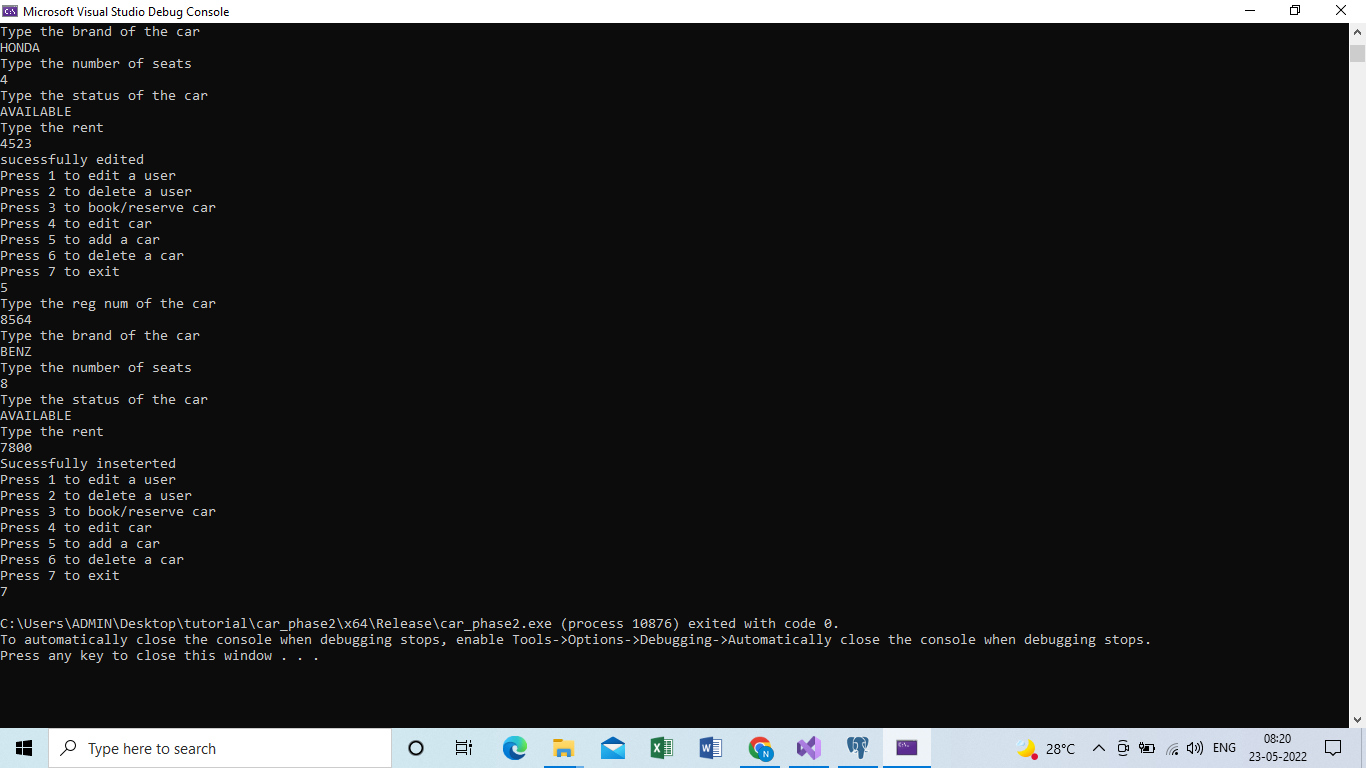 Microsoft Visual Studio Debug Console
Type the brand of the car
HONDA
Type the number of seats
4
Type the status of the car
AVAILABLE
Type the rent
4523
sucessfully edited
Press 1 to edit a user
Press 2 to delete a user
Press 3 to book/reserve car
Press 4 to edit car
Press 5 to add a car
Press 6 to delete a car
Press 7 to exit
5
Type the reg num of the car
8564
Type the brand of the car
BENZ
Type the number of seats
8
Type the status of the car
AVAILABLE
Type the rent
7800
Sucessfully inseterted
Press 1 to edit a user
Press 2 to delete a user
Press 3 to book/reserve car
Press 4 to edit car
Press 5 to add a car
Press 6 to delete a car
Press 7 to exit
7
C:\Users\ADMIN\Desktop\tutorial\car_phase2\x64\Release\car_phase2.exe (process 10876) exited with code 0.
To automatically close the console when debugging stops, enable Tools->Options->Debugging->Automatically close the console when debugging stops.
Press any key to close this window . . .
Type here to search
28°C
ENG
08:20
23-05-2022